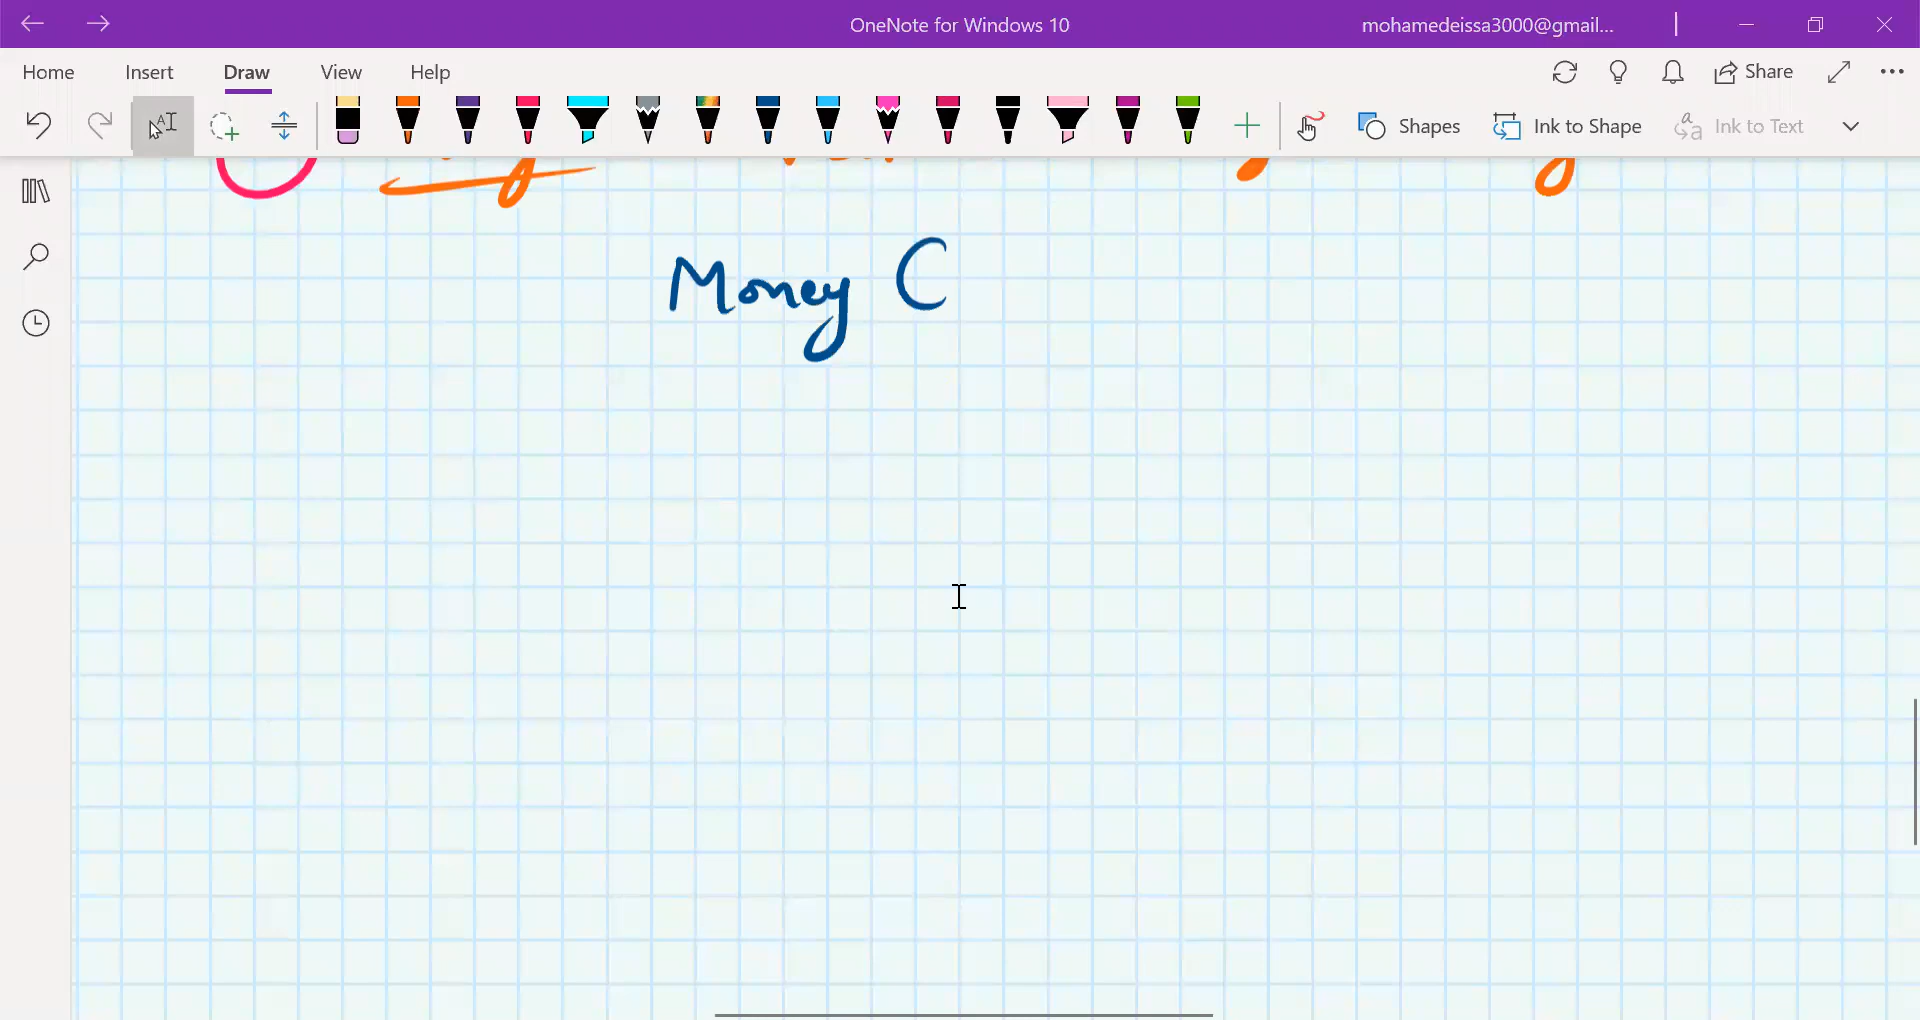 OneNote for Windows 10
mohamedeissa3000@gmail...
Home Insert Draw View Help
Share
Shapes Ink to Shape Ink to Text
Money C